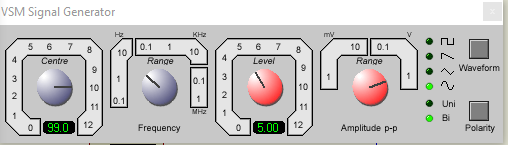 VSM Signal Generator
Hz KHz mV V
5 6 7 8 0.1 1 10 5 6 7 8 10 0.1 1
4 Centre 9 10 Range 4 Level 9 100 Range 10
3 10 1 0.1 3 10 Waveform
2 11 0.1 1 2 11 1 Uni
1 12 MHz 1 12 Bi
0 99.0 Frequency 0 5.00 Amplitude p-p Polarity